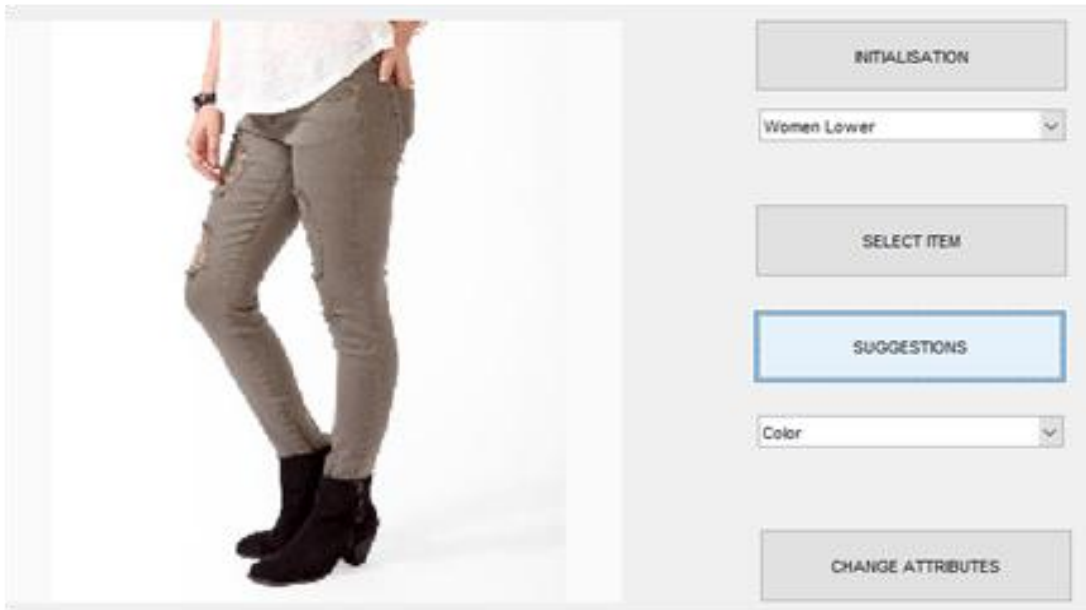 INITIALISATION
Women Lower
SELECT ITEM
SUGGESTIONS
Color
CHANGE ATTRIBUTES